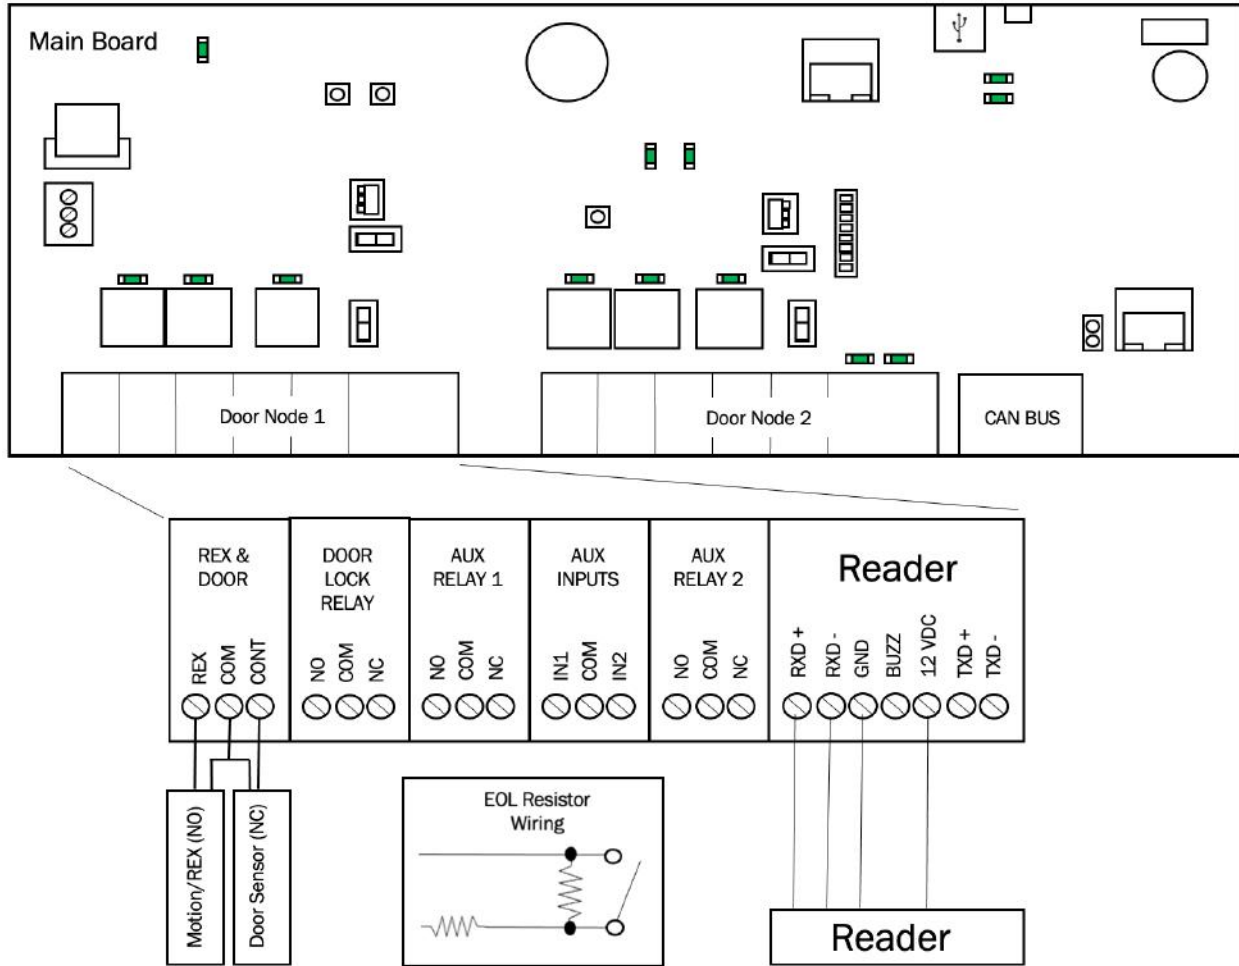 Main Board
Door Node 1
Door Node 2
CAN BUS
REX &
DOOR
REX
COM
CONT
DOOR
LOCK
RELAY
NO
COM
NC
AUX
RELAY 1
NO
COM
NC
AUX
INPUTS
IN1
COM
IN2
AUX
RELAY 2
NO
COM
NC
Reader
RXD +
RXD -
GND
BUZZ
12 VDC
TXD +
TXD -
Motion/REX (NO)
Door Sensor (NC)
EOL Resistor
Wiring
Reader